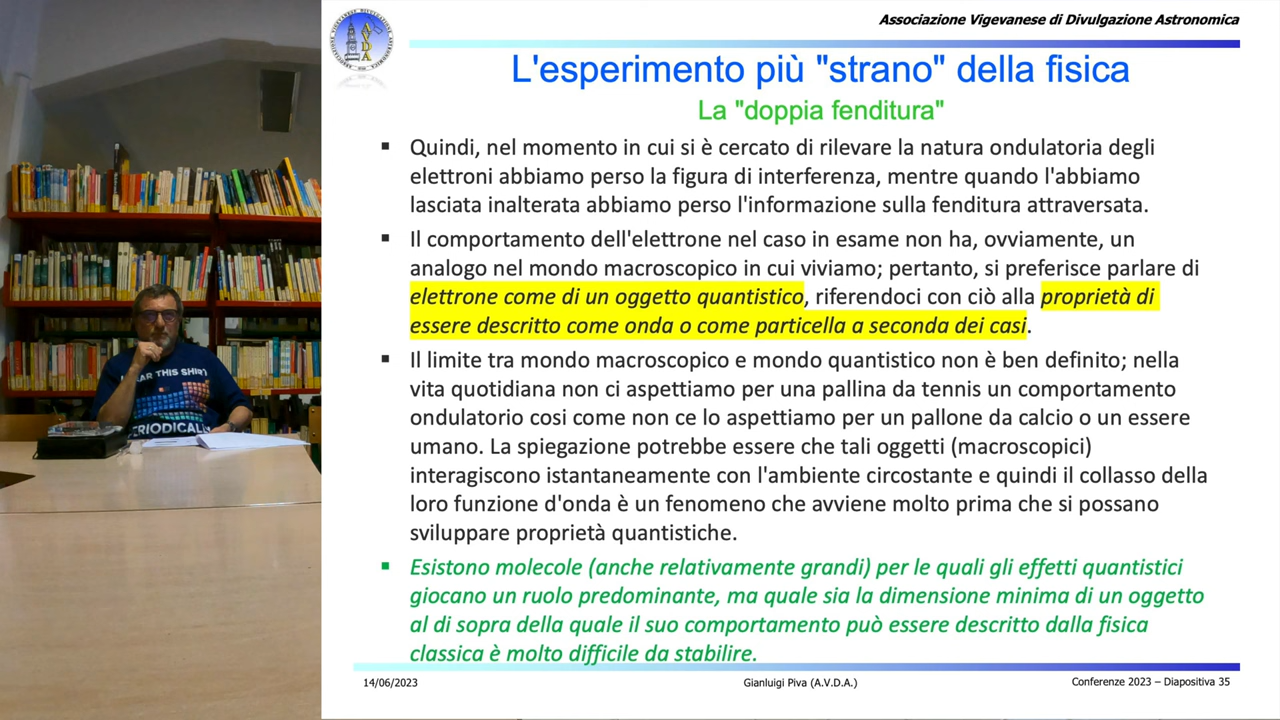 Associazione Vigevanese di Divulgazione Astronomica
L'esperimento più "strano" della fisica
La "doppia fenditura"
▪ Quindi, nel momento in cui si è cercato di rilevare la natura ondulatoria degli
elettroni abbiamo perso la figura di interferenza, mentre quando l'abbiamo
lasciata inalterata abbiamo perso l'informazione sulla fenditura attraversata.
▪ Il comportamento dell'elettrone nel caso in esame non ha, ovviamente, un
analogo nel mondo macroscopico in cui viviamo; pertanto, si preferisce parlare di
elettrone come di un oggetto quantistico, riferendoci con ciò alla proprietà di
essere descritto come onda o come particella a seconda dei casi.
▪ Il limite tra mondo macroscopico e mondo quantistico non è ben definito; nella
vita quotidiana non ci aspettiamo per una pallina da tennis un comportamento
ondulatorio cosi come non ce lo aspettiamo per un pallone da calcio o un essere
umano. La spiegazione potrebbe essere che tali oggetti (macroscopici)
interagiscono istantaneamente con l'ambiente circostante e quindi il collasso della
loro funzione d'onda è un fenomeno che avviene molto prima che si possano
sviluppare proprietà quantistiche.
▪ Esistono molecole (anche relativamente grandi) per le quali gli effetti quantistici
giocano un ruolo predominante, ma quale sia la dimensione minima di un oggetto
al di sopra della quale il suo comportamento può essere descritto dalla fisica
classica è molto difficile da stabilire.
14/06/2023
Gianluigi Piva (A.V.D.A.)
Conferenze 2023 – Diapositiva 35
THIS SHIRT
PERIODICALLY